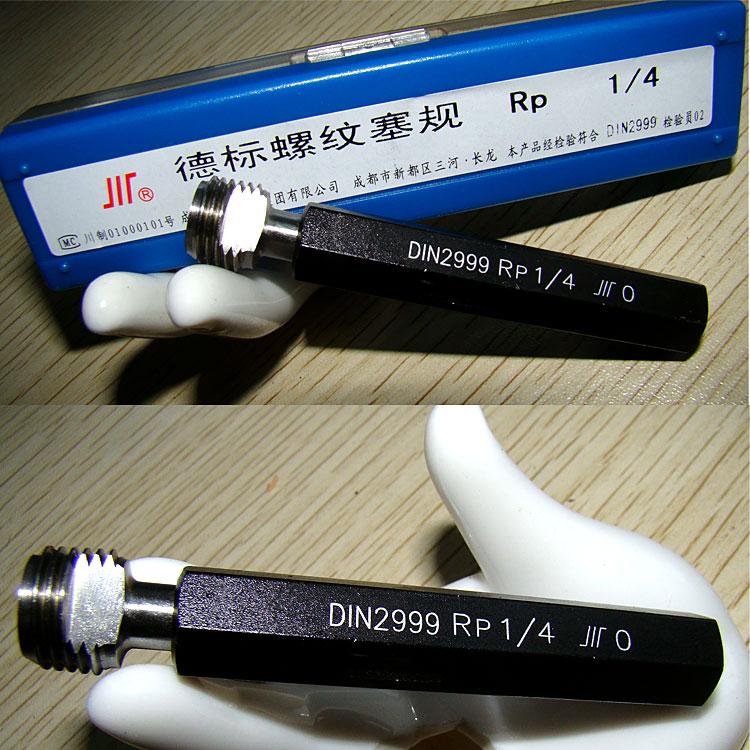 德标螺纹塞规 Rp 1/4
川制01000101号 成
团有限公司 成都市新都区三河·长龙 本产品经检验符合 DIN2999 检验员02
MC
®
DIN2999 RP 1/4 O
DIN2999 RP 1/4 O